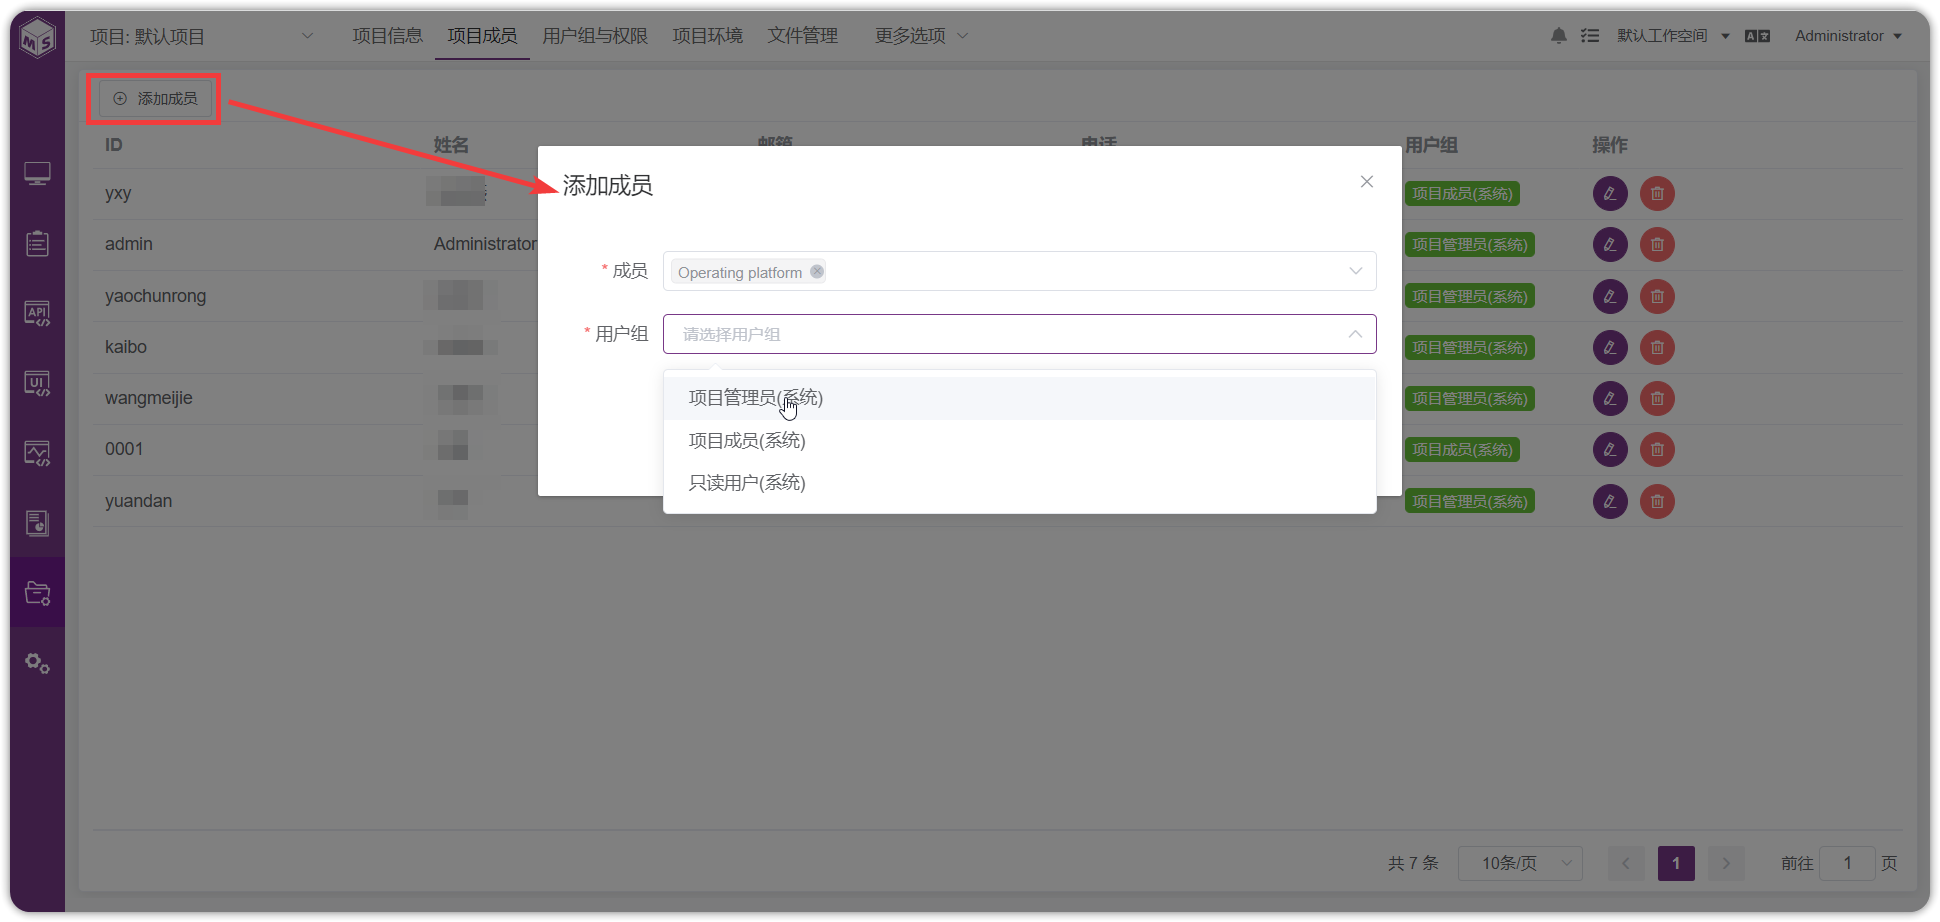 MS
项目: 默认项目
项目信息
项目成员
用户组与权限
项目环境
文件管理
更多选项
默认工作空间
Administrator
添加成员
ID
姓名
邮箱
电话
用户组
操作
yxy
项目成员(系统)
admin
Administrator
项目管理员(系统)
yaochunrong
项目管理员(系统)
kaibo
项目管理员(系统)
wangmeijie
项目管理员(系统)
0001
项目成员(系统)
yuandan
项目管理员(系统)
API
UI
添加成员
* 成员
Operating platform
* 用户组
请选择用户组
项目管理员(系统)
项目成员(系统)
只读用户(系统)
共 7 条
10条/页
1
前往
1
页